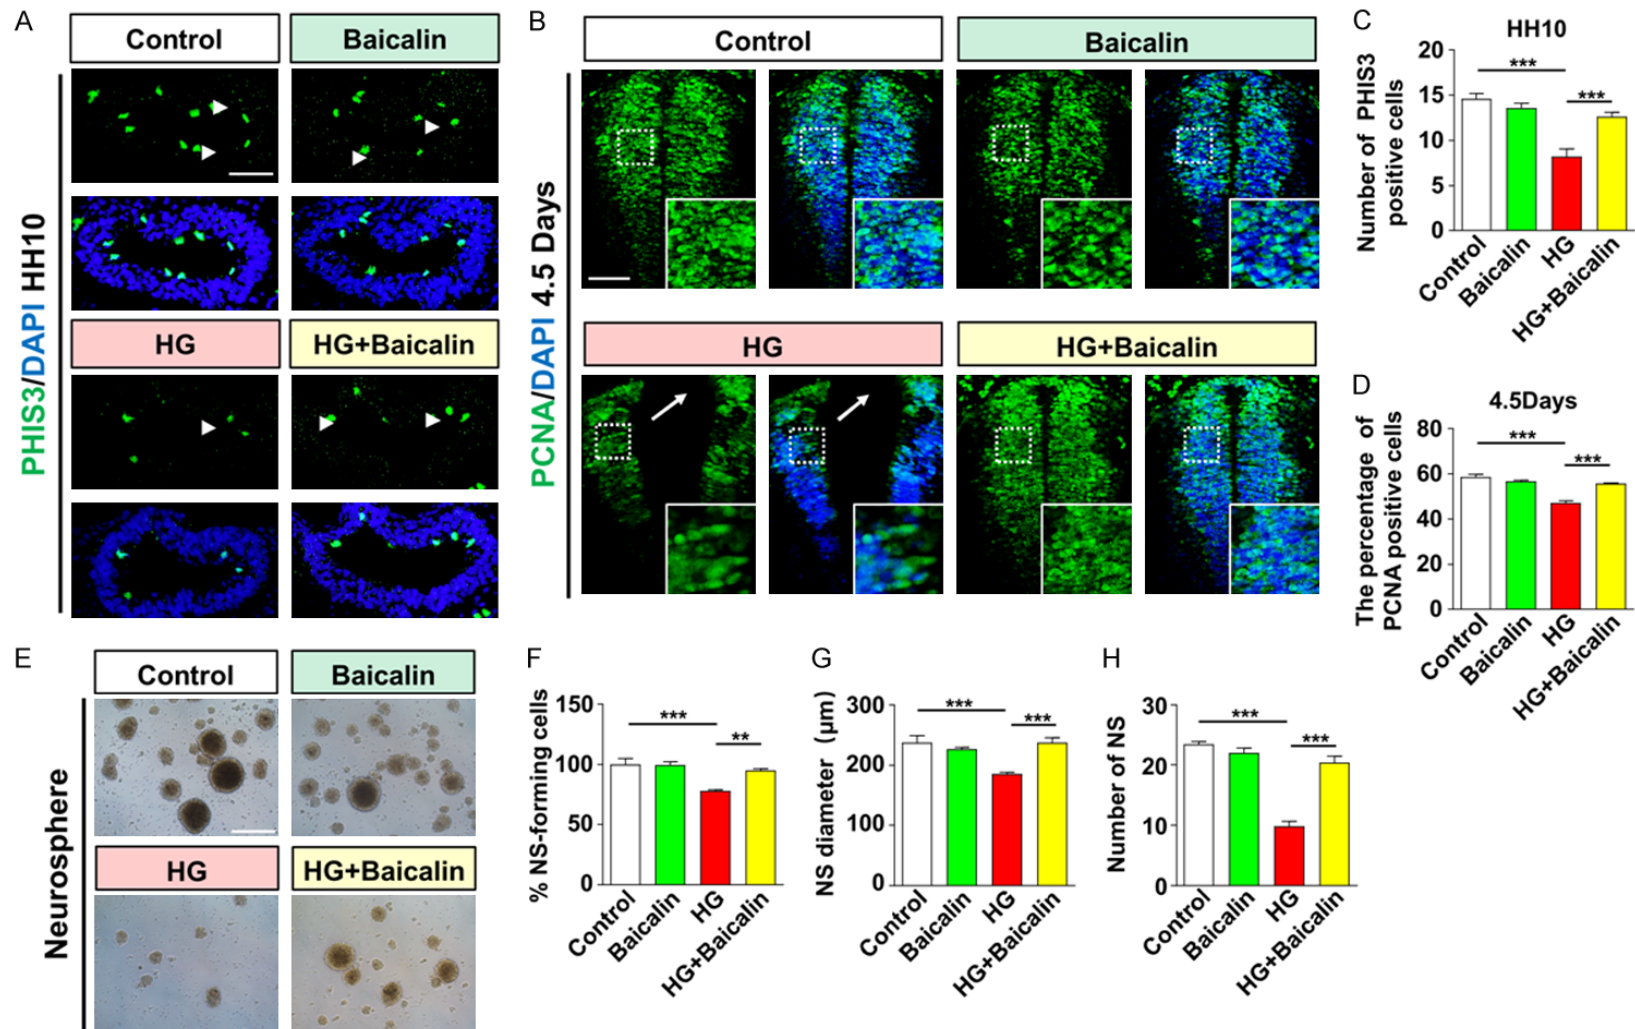 A
Control
Baicalin
PHIS3/DAPI HH10
HG
HG+Baicalin
B
Control
Baicalin
PCNA/DAPI 4.5 Days
HG
HG+Baicalin
C
HH10
Number of PHIS3
positive cells
20
15
10
5
0
***
***
Control
Baicalin
HG
HG+Baicalin
D
4.5Days
The percentage of
PCNA positive cells
80
60
40
20
0
***
***
Control
Baicalin
HG
HG+Baicalin
E
Control
Baicalin
Neurosphere
HG
HG+Baicalin
F
% NS-forming cells
150
100
50
0
***
**
Control
Baicalin
HG
HG+Baicalin
G
NS diameter (μm)
300
200
100
0
***
***
Control
Baicalin
HG
HG+Baicalin
H
Number of NS
30
20
10
0
***
***
Control
Baicalin
HG
HG+Baicalin